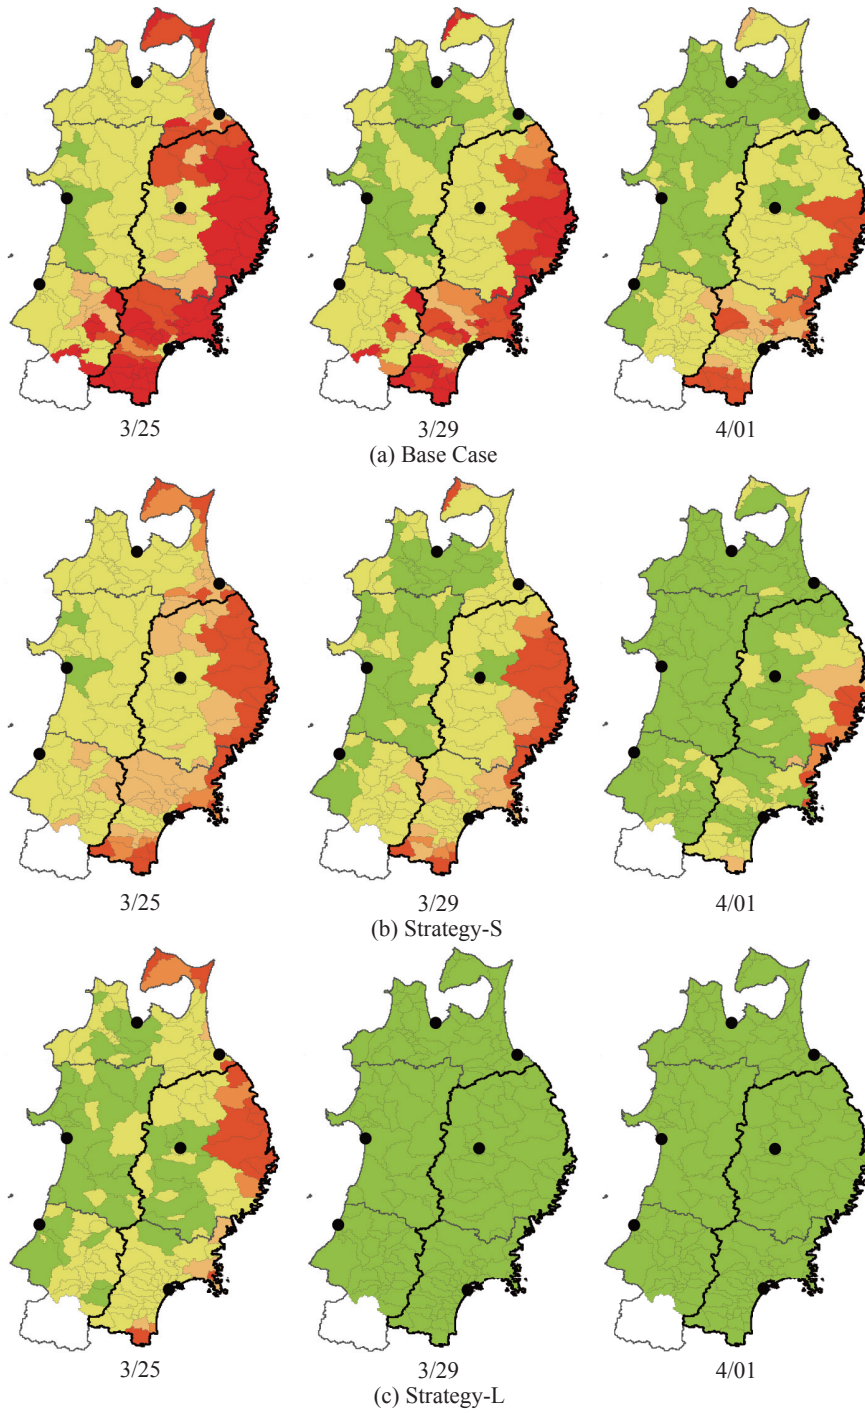 3/25 3/29 4/01
(a) Base Case
3/25 3/29 4/01
(b) Strategy-S
3/25 3/29 4/01
(c) Strategy-L